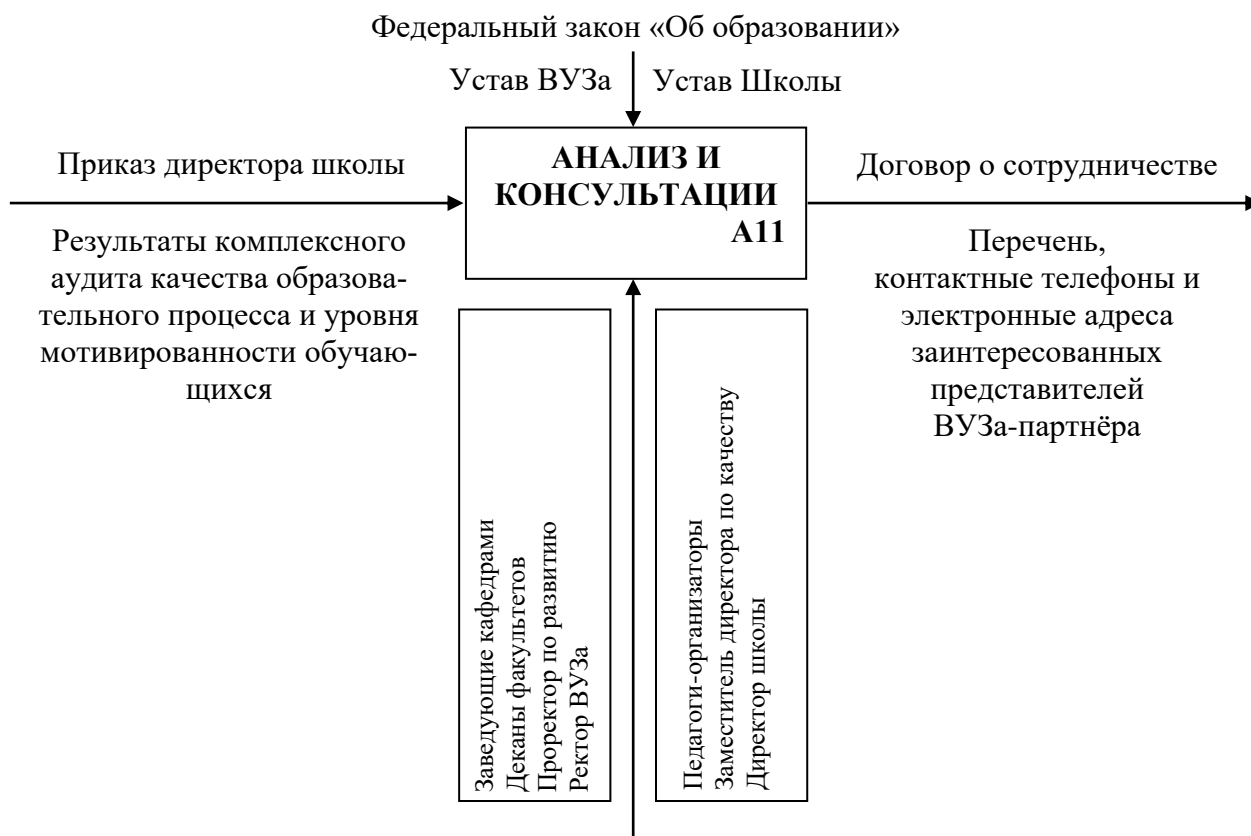 Федеральный закон «Об образовании»
Устав ВУЗа
Устав Школы
Приказ директора школы
АНАЛИЗ И
КОНСУЛЬТАЦИИ
А11
Договор о сотрудничестве
Результаты комплексного
аудита качества образова-
тельного процесса и уровня
мотивированности обучаю-
щихся
Перечень,
контактные телефоны и
электронные адреса
заинтересованных
представителей
ВУЗа-партнёра
Заведующие кафедрами
Деканы факультетов
Проректор по развитию
Ректор ВУЗа
Педагоги-организаторы
Заместитель директора по качеству
Директор школы